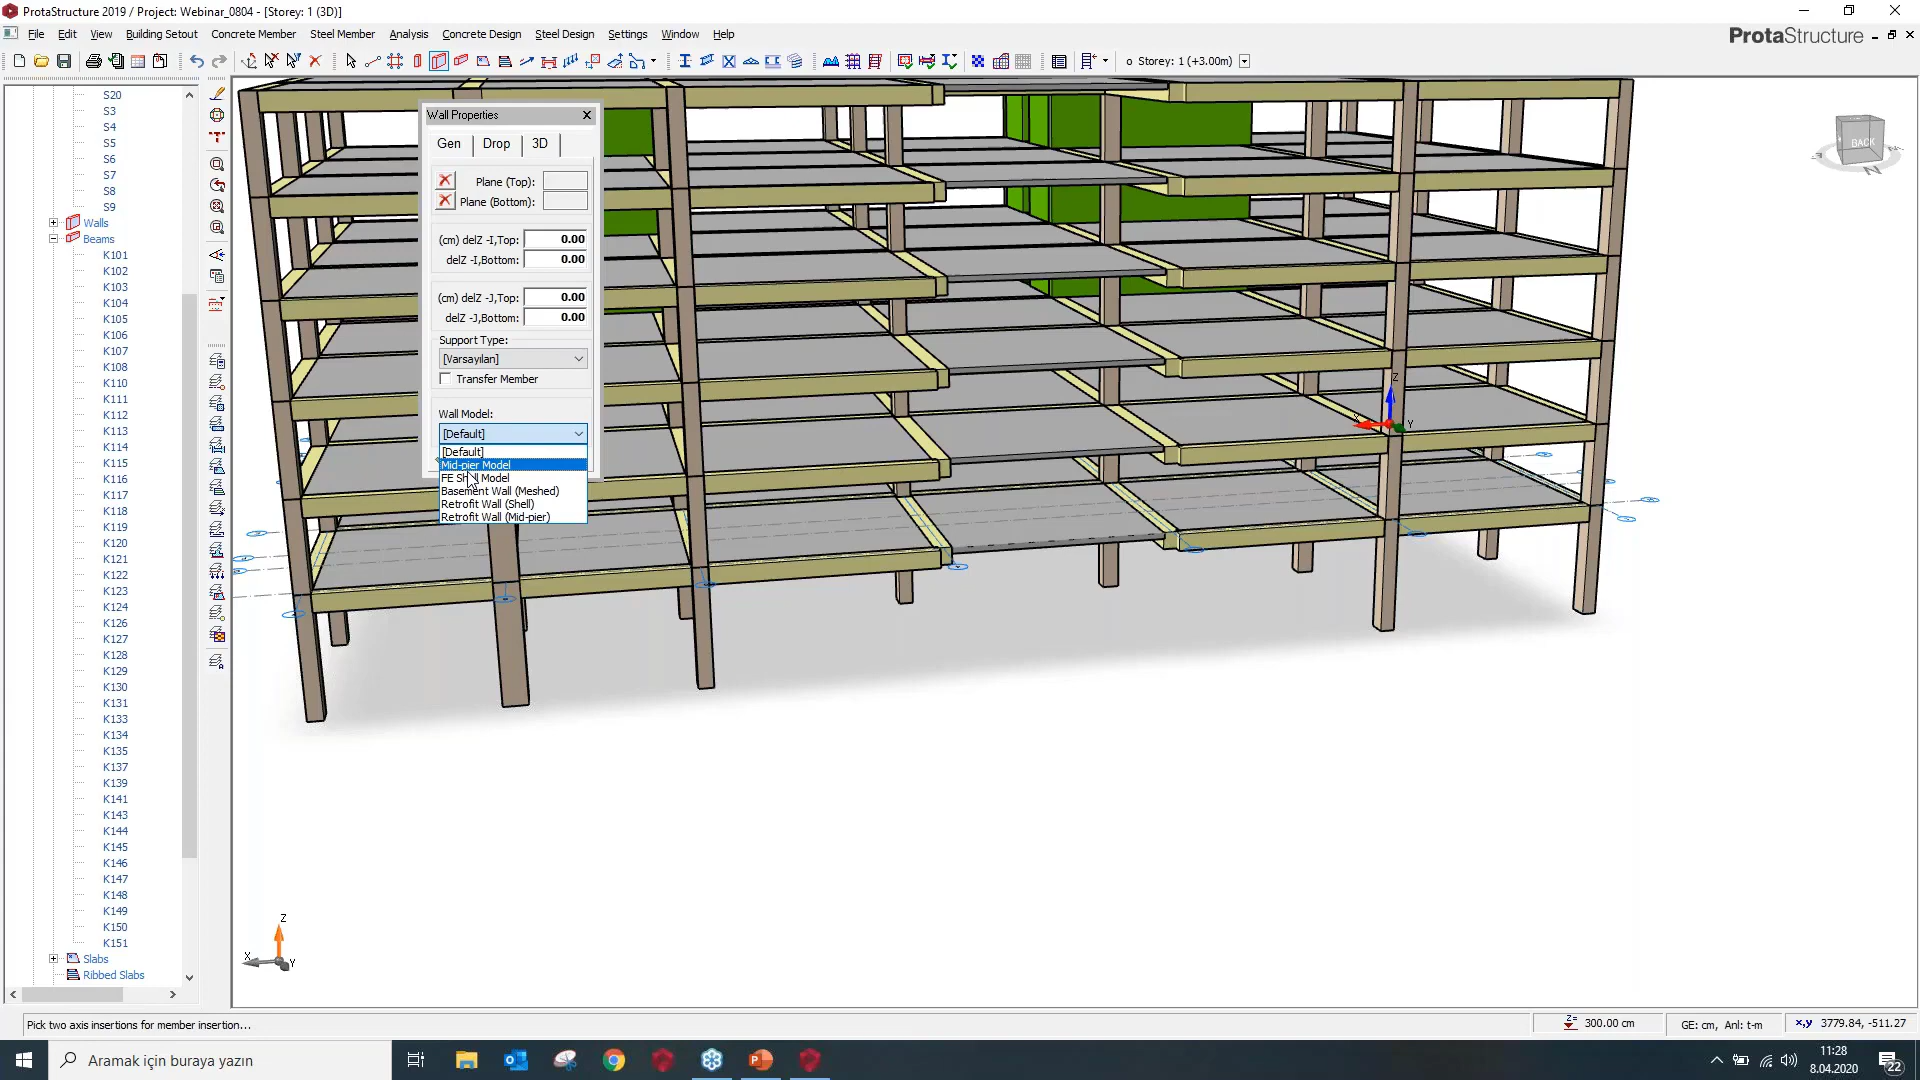 ProtaStructure 2019 / Project: Webinar_0804 - [Storey: 1 (3D)]
File Edit View Building Setout Concrete Member Steel Member Analysis Concrete Design Steel Design Settings Window Help
ProtaStructure
o Storey: 1 (+3.00m)
S20
S3
S4
S5
S6
S7
S8
S9
Walls
Beams
K101
K102
K103
K104
K105
K106
K107
K108
K110
K111
K112
K113
K114
K115
K116
K117
K118
K119
K120
K121
K122
K123
K124
K126
K127
K128
K129
K130
K131
K133
K134
K135
K137
K139
K141
K143
K144
K145
K146
K147
K148
K149
K150
K151
Slabs
Ribbed Slabs
Wall Properties
Gen Drop 3D
Plane (Top):
Plane (Bottom):
(cm) delZ -I,Top: 0.00
delZ -I,Bottom: 0.00
(cm) delZ -J,Top: 0.00
delZ -J,Bottom: 0.00
Support Type:
[Varsayılan]
Transfer Member
Wall Model:
[Default]
[Default]
Mid-pier Model
FE Shell Model
Basement Wall (Meshed)
Retrofit Wall (Shell)
Retrofit Wall (Mid-pier)
BACK
N
Z
X
Y
Z
X
Y
Pick two axis insertions for member insertion...
Z= 300.00 cm
GE: cm, Anl: t-m
x,y 3779.84, -511.27
Aramak için buraya yazın
11:28
8.04.2020
22